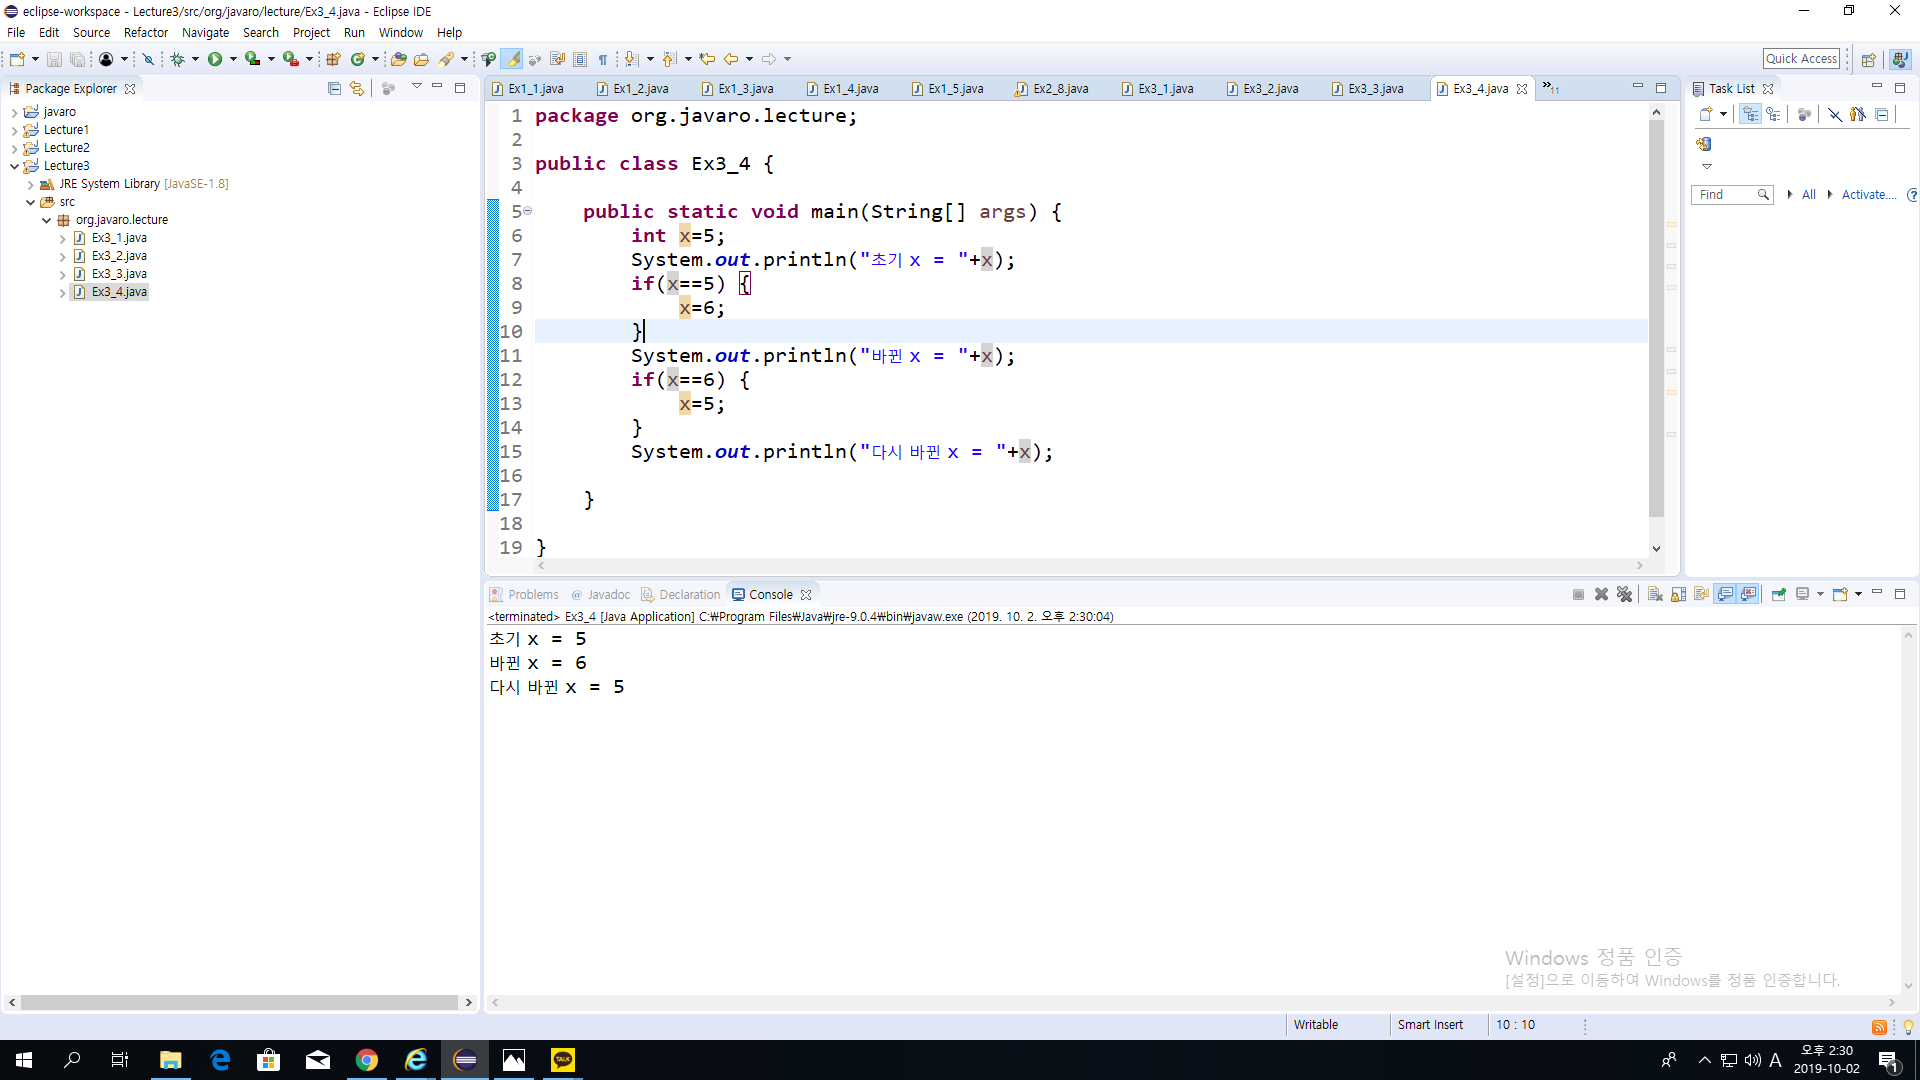 eclipse-workspace - Lecture3/src/org/javaro/lecture/Ex3_4.java - Eclipse IDE
File Edit Source Refactor Navigate Search Project Run Window Help
Quick Access
Package Explorer
javaro
Lecture1
Lecture2
Lecture3
JRE System Library [JavaSE-1.8]
src
org.javaro.lecture
Ex3_1.java
Ex3_2.java
Ex3_3.java
Ex3_4.java
Ex1_1.java Ex1_2.java Ex1_3.java Ex1_4.java Ex1_5.java Ex2_8.java Ex3_1.java Ex3_2.java Ex3_3.java Ex3_4.java »11
1 package org.javaro.lecture;
2
3 public class Ex3_4 {
4
5 public static void main(String[] args) {
6 int x=5;
7 System.out.println("초기 x = "+x);
8 if(x==5) {
9 x=6;
10 }
11 System.out.println("바뀐 x = "+x);
12 if(x==6) {
13 x=5;
14 }
15 System.out.println("다시 바뀐 x = "+x);
16
17 }
18
19 }
Task List
Find All Activate....
Problems Javadoc Declaration Console
<terminated> Ex3_4 [Java Application] C:₩Program Files₩Java₩jre-9.0.4₩bin₩javaw.exe (2019. 10. 2. 오후 2:30:04)
초기 x = 5
바뀐 x = 6
다시 바뀐 x = 5
Windows 정품 인증
[설정]으로 이동하여 Windows를 정품 인증합니다.
Writable Smart Insert 10 : 10
TALK
A
오후 2:30
2019-10-02
1